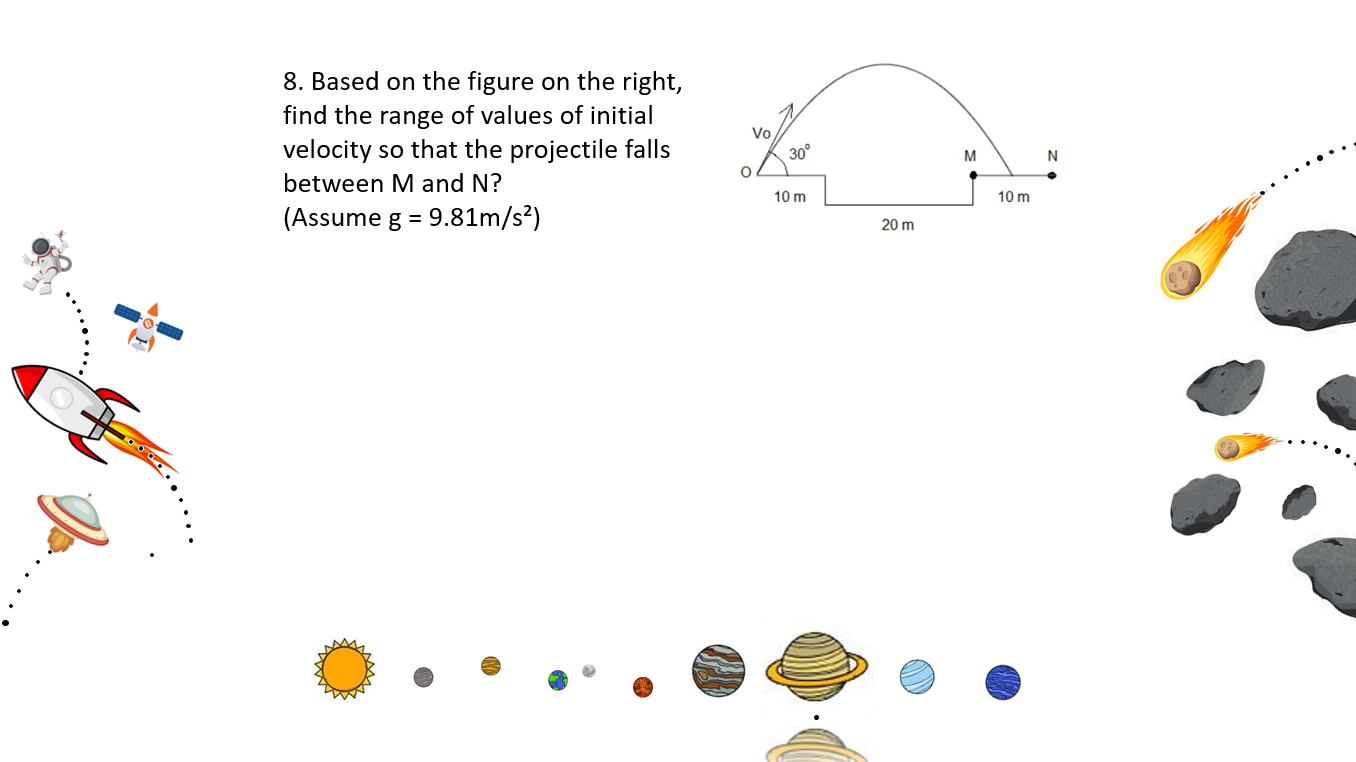 8. Based on the figure on the right,
find the range of values of initial
velocity so that the projectile falls
between M and N?
(Assume g = 9.81m/s²)
Vo
30°
O
M
N
10 m
10 m
20 m